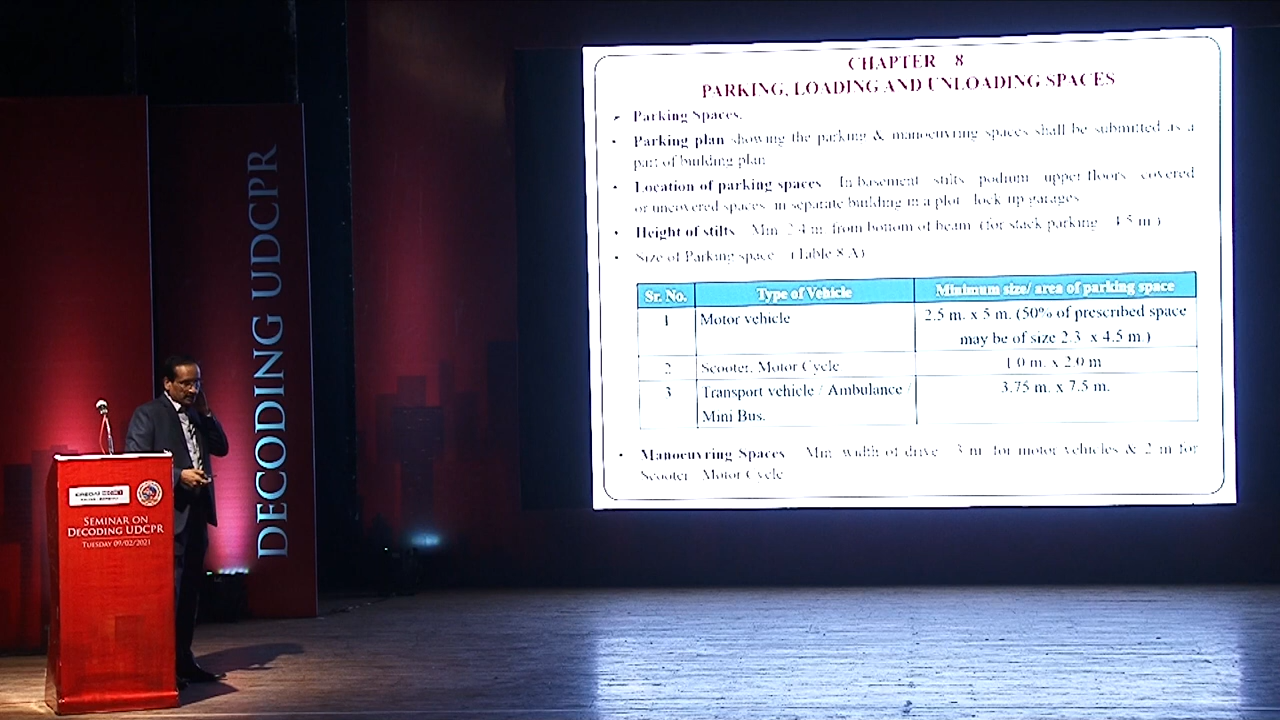 CHAPTER 8
PARKING, LOADING AND UNLOADING SPACES
➢ Parking Spaces.
• Parking plan showing the parking & manoeuvring spaces shall be submitted as a
part of building plan
• Location of parking spaces In basement stilts podium upper floors covered
or uncovered spaces in separate building in a plot lock up garages
• Height of stilts Min 2.4 m from bottom of beam (for stack parking 4.5 m.)
• Size of Parking space (Table 8 A)
Sr. No. Type of Vehicle Minimum size/ area of parking space
1 Motor vehicle 2.5 m. x 5 m. (50% of prescribed space
may be of size 2.3 x 4.5 m.)
2 Scooter, Motor Cycle 1.0 m. x 2.0 m
3 Transport vehicle / Ambulance / 3.75 m. x 7.5 m.
Mini Bus.
• Manoeuvring Spaces Min width of drive 3 m for motor vehicles & 2 m for
Scooter Motor Cycle
DECODING UDCPR
SEMINAR ON
DECODING UDCPR
TUESDAY 09/02/2021